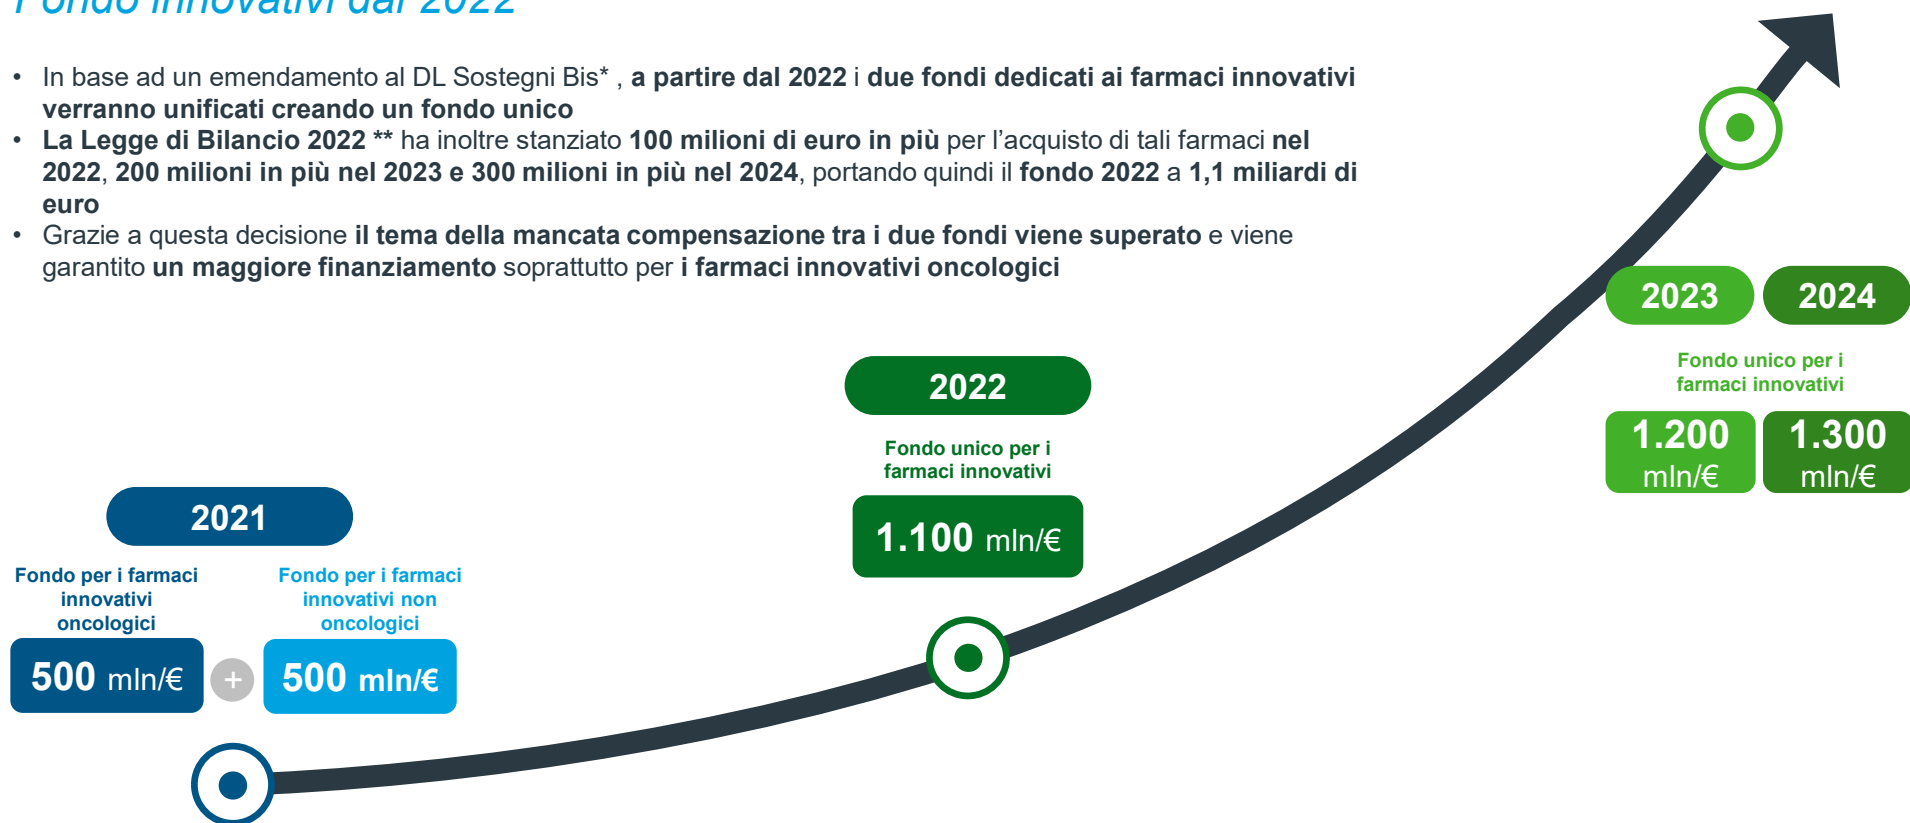 Fondo innovativi dal 2022
• In base ad un emendamento al DL Sostegni Bis* , a partire dal 2022 i due fondi dedicati ai farmaci innovativi
verranno unificati creando un fondo unico
• La Legge di Bilancio 2022 ** ha inoltre stanziato 100 milioni di euro in più per l’acquisto di tali farmaci nel
2022, 200 milioni in più nel 2023 e 300 milioni in più nel 2024, portando quindi il fondo 2022 a 1,1 miliardi di
euro
• Grazie a questa decisione il tema della mancata compensazione tra i due fondi viene superato e viene
garantito un maggiore finanziamento soprattutto per i farmaci innovativi oncologici
2021
Fondo per i farmaci
innovativi
oncologici
500 mln/€
+
Fondo per i farmaci
innovativi non
oncologici
500 mln/€
2022
Fondo unico per i
farmaci innovativi
1.100 mln/€
2023
2024
Fondo unico per i
farmaci innovativi
1.200
mln/€
1.300
mln/€